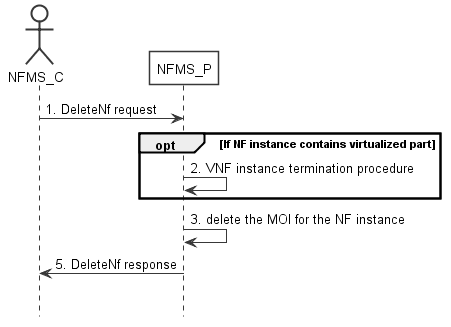 NFMS_C
NFMS_P
1. DeleteNf request
opt [If NF instance contains virtualized part]
2. VNF instance termination procedure
3. delete the MOI for the NF instance
5. DeleteNf response